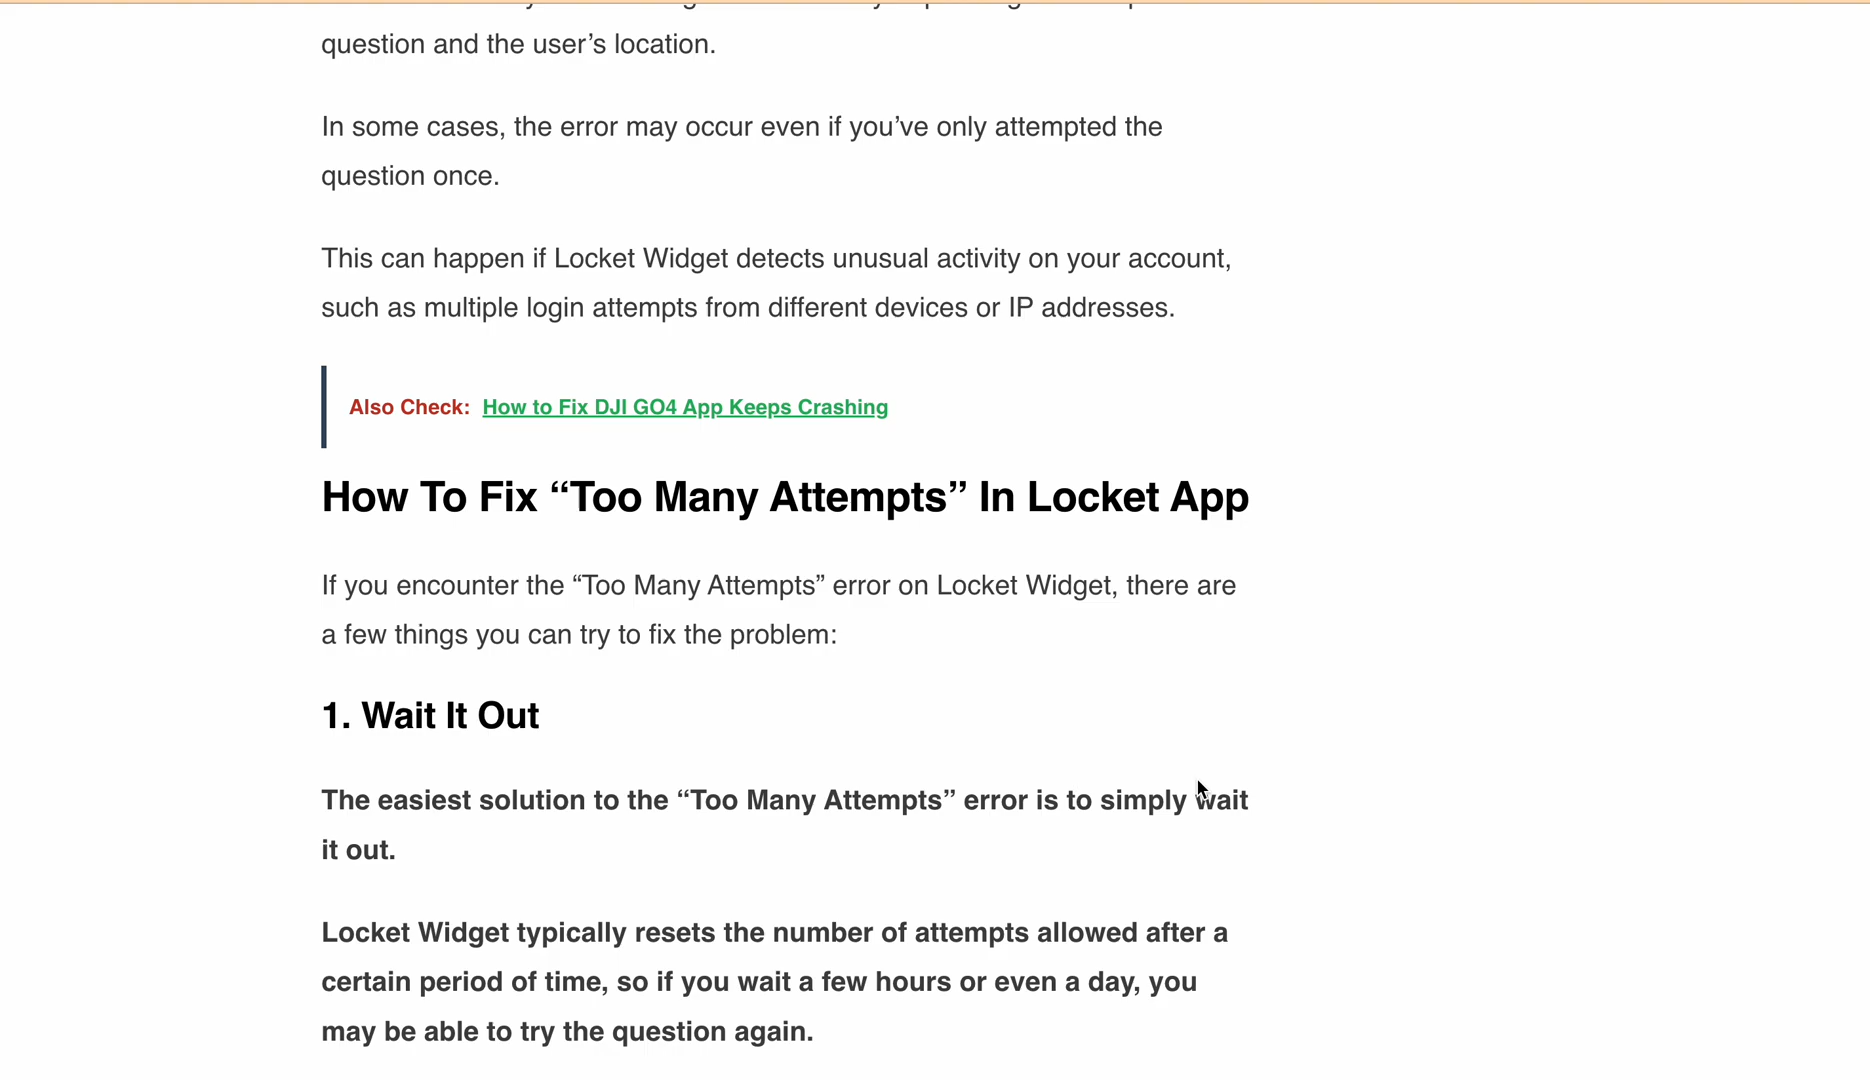 question and the user’s location.
In some cases, the error may occur even if you’ve only attempted the
question once.
This can happen if Locket Widget detects unusual activity on your account,
such as multiple login attempts from different devices or IP addresses.
Also Check: How to Fix DJI GO4 App Keeps Crashing
How To Fix “Too Many Attempts” In Locket App
If you encounter the “Too Many Attempts” error on Locket Widget, there are
a few things you can try to fix the problem:
1. Wait It Out
The easiest solution to the “Too Many Attempts” error is to simply wait
it out.
Locket Widget typically resets the number of attempts allowed after a
certain period of time, so if you wait a few hours or even a day, you
may be able to try the question again.